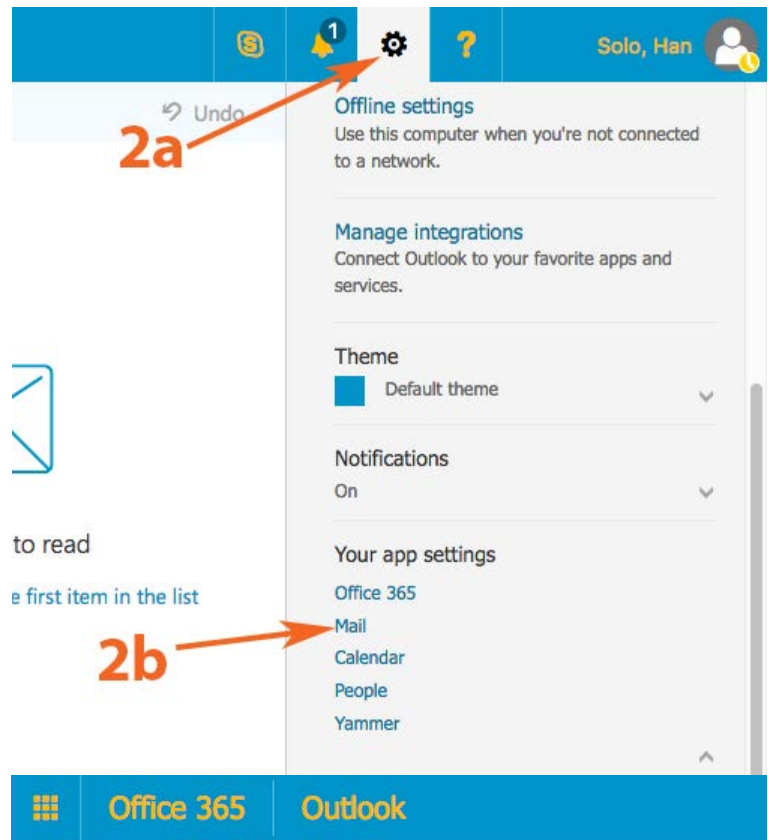 1
Solo, Han
Undo
2a
Offline settings
Use this computer when you're not connected
to a network.
Manage integrations
Connect Outlook to your favorite apps and
services.
Theme
Default theme
Notifications
On
to read
e first item in the list
Your app settings
Office 365
Mail
2b
Calendar
People
Yammer
Office 365
Outlook